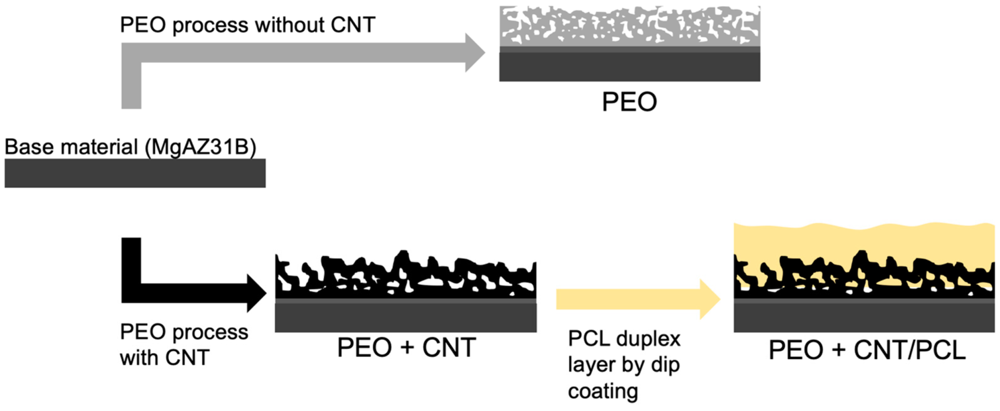 PEO process without CNT
PEO
Base material (MgAZ31B)
PEO process
with CNT
PEO + CNT
PCL duplex
layer by dip
coating
PEO + CNT/PCL